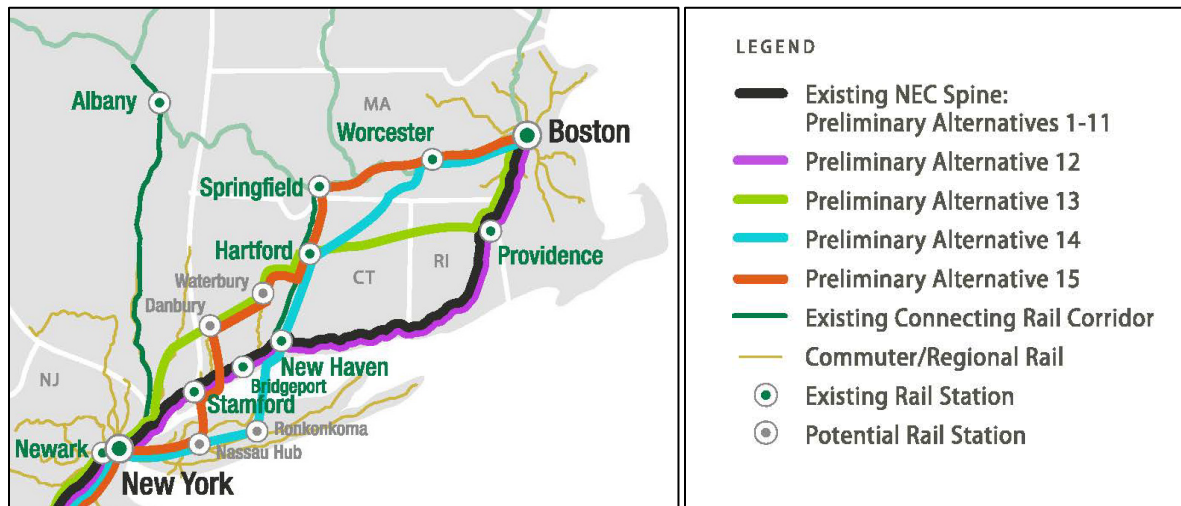 Albany
MA
Worcester
Boston
Springfield
Hartford
Providence
Waterbury
CT
RI
Danbury
NJ
New Haven
Bridgeport
Stamford
Ronkonkoma
Newark
Nassau Hub
New York
LEGEND
Existing NEC Spine:
Preliminary Alternatives 1-11
Preliminary Alternative 12
Preliminary Alternative 13
Preliminary Alternative 14
Preliminary Alternative 15
Existing Connecting Rail Corridor
Commuter/Regional Rail
Existing Rail Station
Potential Rail Station